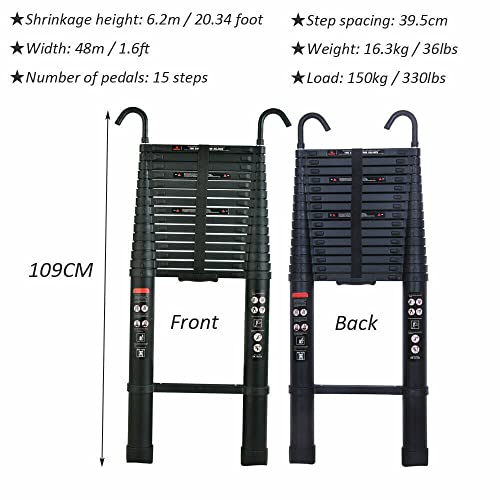 ★Shrinkage height: 6.2m / 20.34 foot
★Step spacing: 39.5cm
★Width: 48m / 1.6ft
★Weight: 16.3kg / 36lbs
★Number of pedals: 15 steps
★Load: 150kg / 330lbs
109CM
Front
Back